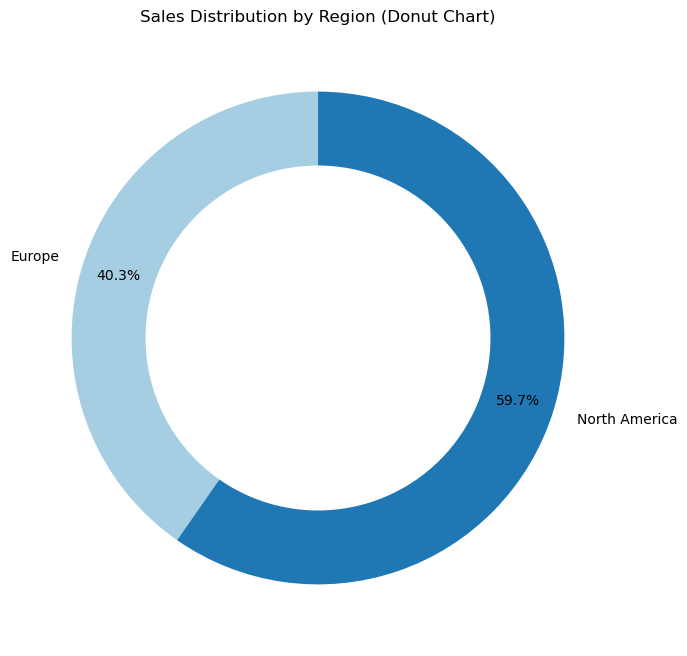 Sales Distribution by Region (Donut Chart)
Europe
40.3%
59.7%
North America